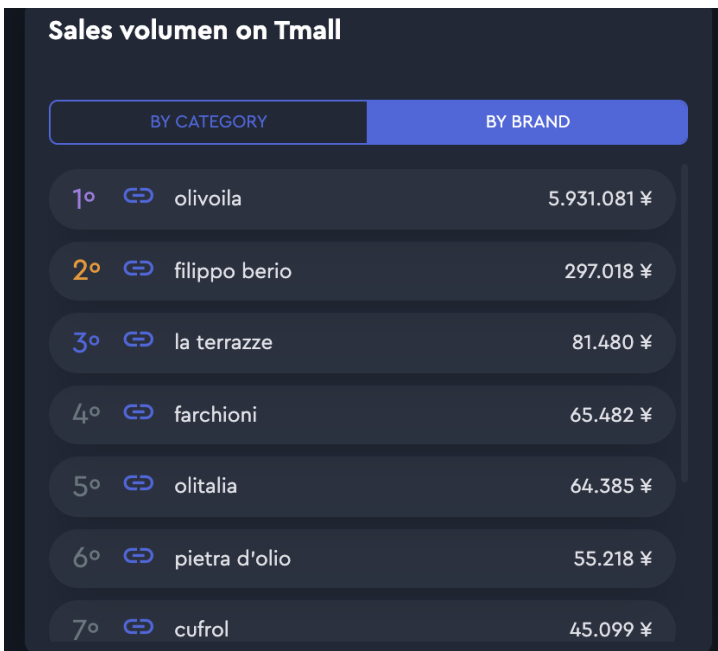 Sales volumen on Tmall
BY CATEGORY BY BRAND
1º olivoila 5.931.081 ¥
2º filippo berio 297.018 ¥
3º la terrazze 81.480 ¥
4º farchioni 65.482 ¥
5º olitalia 64.385 ¥
6º pietra d'olio 55.218 ¥
7º cufrol 45.099 ¥